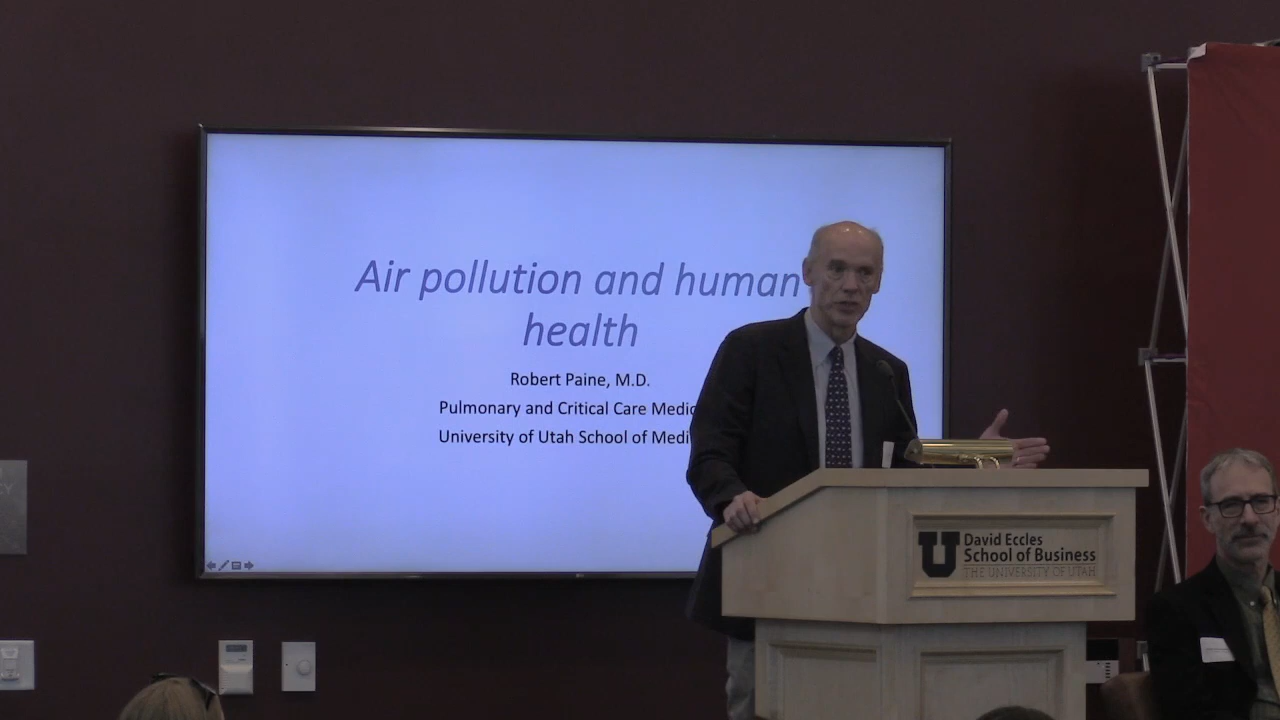 Air pollution and human
health
Robert Paine, M.D.
Pulmonary and Critical Care Medic
University of Utah School of Medi
U David Eccles
School of Business
THE UNIVERSITY OF UTAH
CY